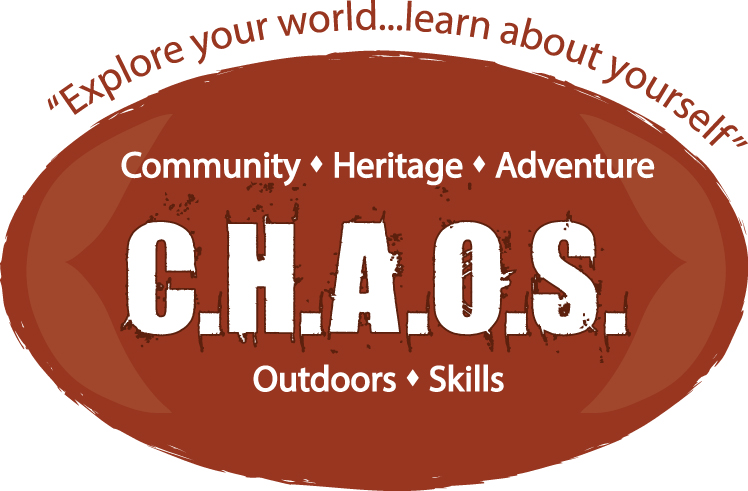 “Explore your world...learn about yourself”
Community ⬩ Heritage ⬩ Adventure
C.H.A.O.S.
Outdoors ⬩ Skills